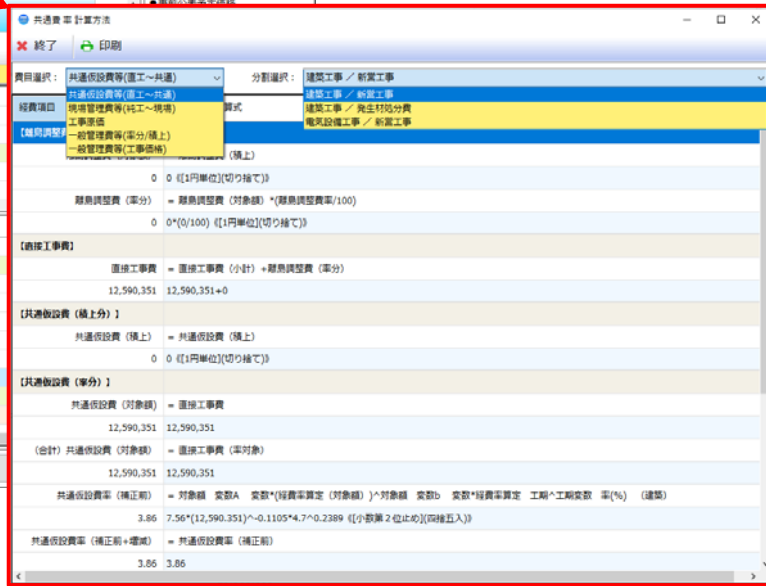 共通費 率 計算方法
終了 印刷
費目選択： 共通仮設費等(直工～共通) 分割選択： 建築工事 ／ 新営工事
共通仮設費等(直工～共通)
現場管理費等(純工～現場)
工事原価
一般管理費等(率分/積上)
一般管理費等(工事価格)
建築工事 ／ 新営工事
建築工事 ／ 発生材処分費
電気設備工事 ／ 新営工事
経費項目 算式
【離島調整費
（積上）
0 0 《[1円単位](切り捨て)》
離島調整費（率分） = 離島調整費（対象額）*(離島調整費率/100)
0 0*(0/100) 《[1円単位](切り捨て)》
【直接工事費】
直接工事費 = 直接工事費（小計）+離島調整費（率分）
12,590,351 12,590,351+0
【共通仮設費（積上分）】
共通仮設費（積上） = 共通仮設費（積上）
0 0 《[1円単位](切り捨て)》
【共通仮設費（率分）】
共通仮設費（対象額） = 直接工事費
12,590,351 12,590,351
（合計）共通仮設費（対象額） = 直接工事費（率対象）
12,590,351 12,590,351
共通仮設費率（補正前） = 対象額 変数A 変数*(経費率算定（対象額）)^対象額 変数b 変数*経費率算定 工期^工期変数 率(%) （建築）
3.86 7.56*(12,590.351)^-0.1105*4.7^0.2389 《[小数第２位止め](四捨五入)》
共通仮設費率（補正前+増減） = 共通仮設費率（補正前）
3.86 3.86